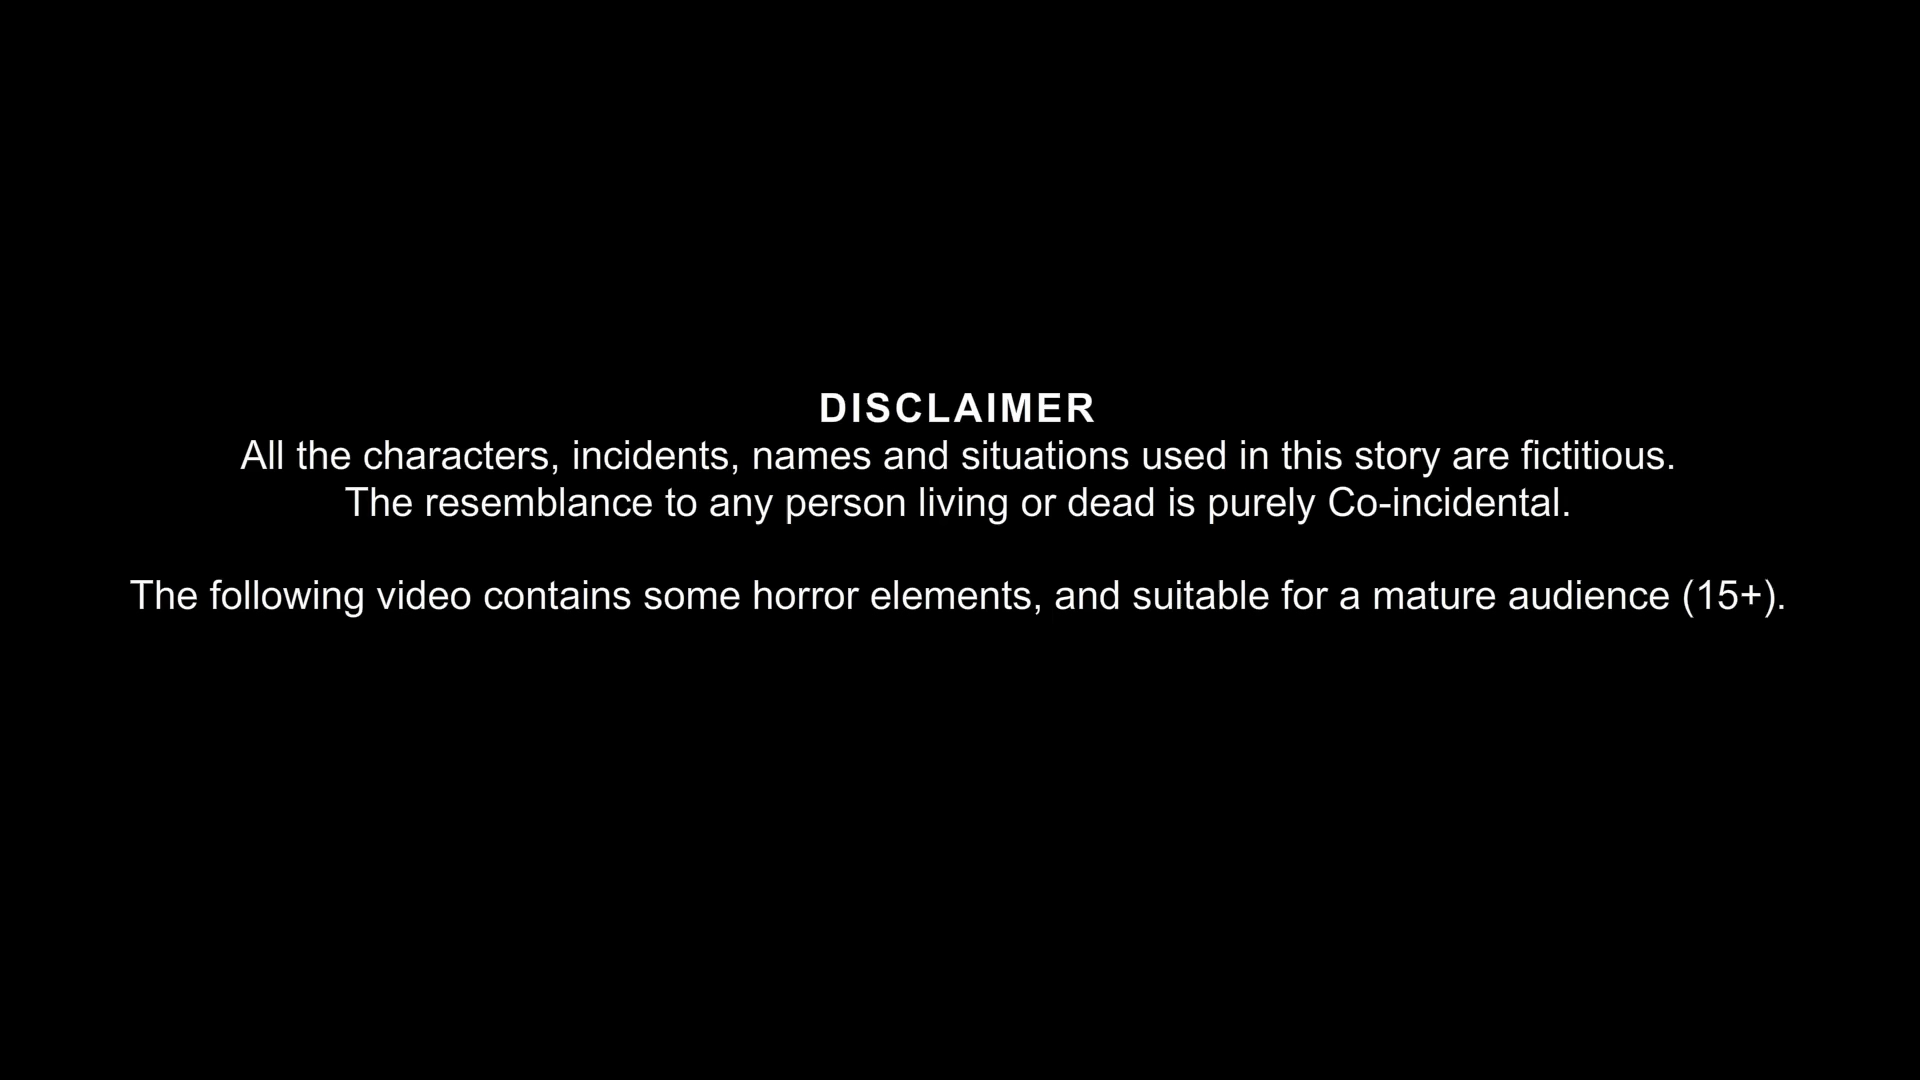 DISCLAIMER
All the characters, incidents, names and situations used in this story are fictitious.
The resemblance to any person living or dead is purely Co-incidental.
The following video contains some horror elements, and suitable for a mature audience (15+).